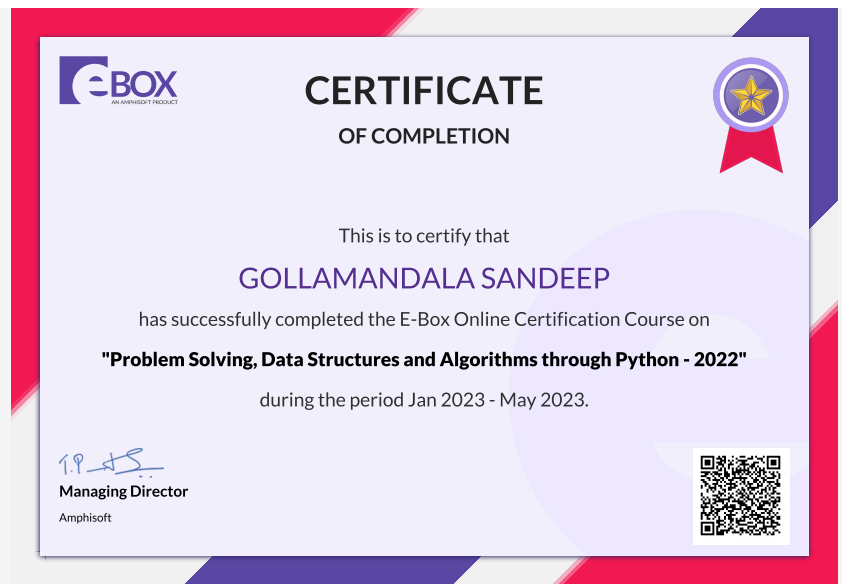 eBOX
AN AMPHISOFT PRODUCT
CERTIFICATE
OF COMPLETION
This is to certify that
GOLLAMANDALA SANDEEP
has successfully completed the E-Box Online Certification Course on
"Problem Solving, Data Structures and Algorithms through Python - 2022"
during the period Jan 2023 - May 2023.
Managing Director
Amphisoft